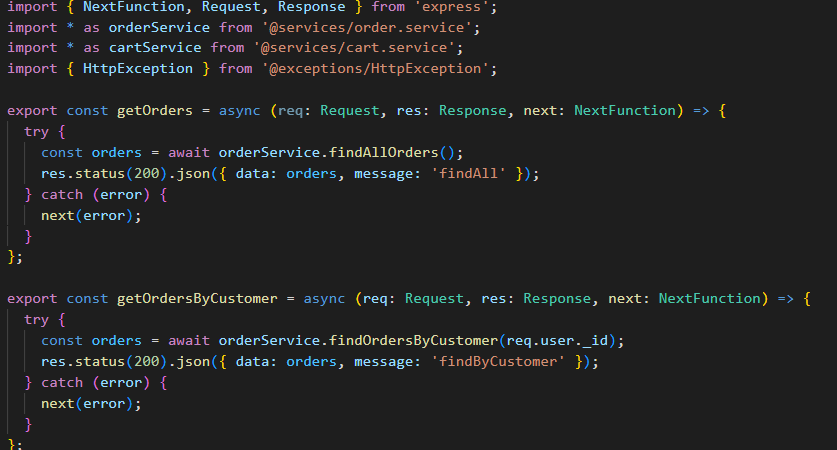 import { NextFunction, Request, Response } from 'express';
import * as orderService from '@services/order.service';
import * as cartService from '@services/cart.service';
import { HttpException } from '@exceptions/HttpException';

export const getOrders = async (req: Request, res: Response, next: NextFunction) => {
  try {
    const orders = await orderService.findAllOrders();
    res.status(200).json({ data: orders, message: 'findAll' });
  } catch (error) {
    next(error);
  }
};

export const getOrdersByCustomer = async (req: Request, res: Response, next: NextFunction) => {
  try {
    const orders = await orderService.findOrdersByCustomer(req.user._id);
    res.status(200).json({ data: orders, message: 'findByCustomer' });
  } catch (error) {
    next(error);
  }
};